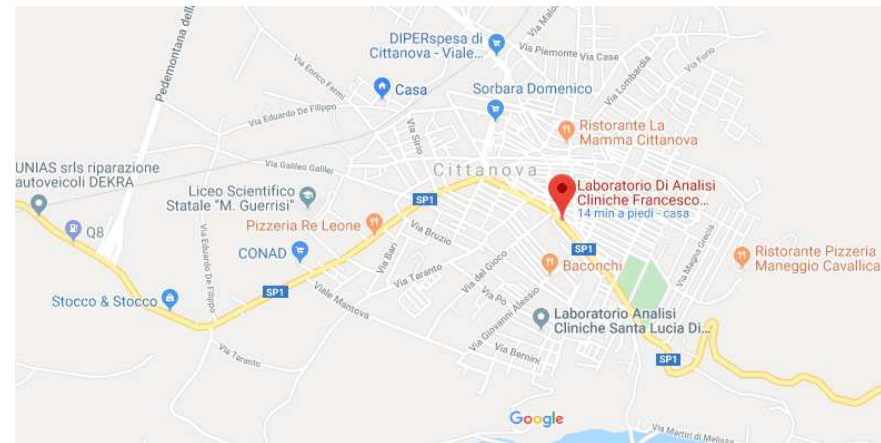 Pedemontana della
DIPERspesa di
Cittanova - Viale...
Via Piemonte
Via Case
Via Lombardia
Via Forio
Via Enrico Fermi
Casa
Sorbara Domenico
Via Eduardo De Filippo
Via Sirio
Ristorante La
Mamma Cittanova
UNIAS srls riparazione
autoveicoli DEKRA
Via Galileo Galilei
Cittanova
Liceo Scientifico
Statale "M. Guerrisi"
Laboratorio Di Analisi
Cliniche Francesco...
14 min a piedi - casa
SP1
Pizzeria Re Leone
Q8
Via Bruzio
Via Bari
CONAD
Via Eduardo De Filippo
Via Taranto
Via del Gioco
SP1
Baconchi
Via Magna Grecia
Ristorante Pizzeria
Maneggio Cavallica
SP1
Stocco & Stocco
Viale Mantova
Via Po
Via Giovanni Alessio
Laboratorio Analisi
Cliniche Santa Lucia Di...
Via Taranto
Via Bernini
SP1
Google
Via Martiri di Melissa